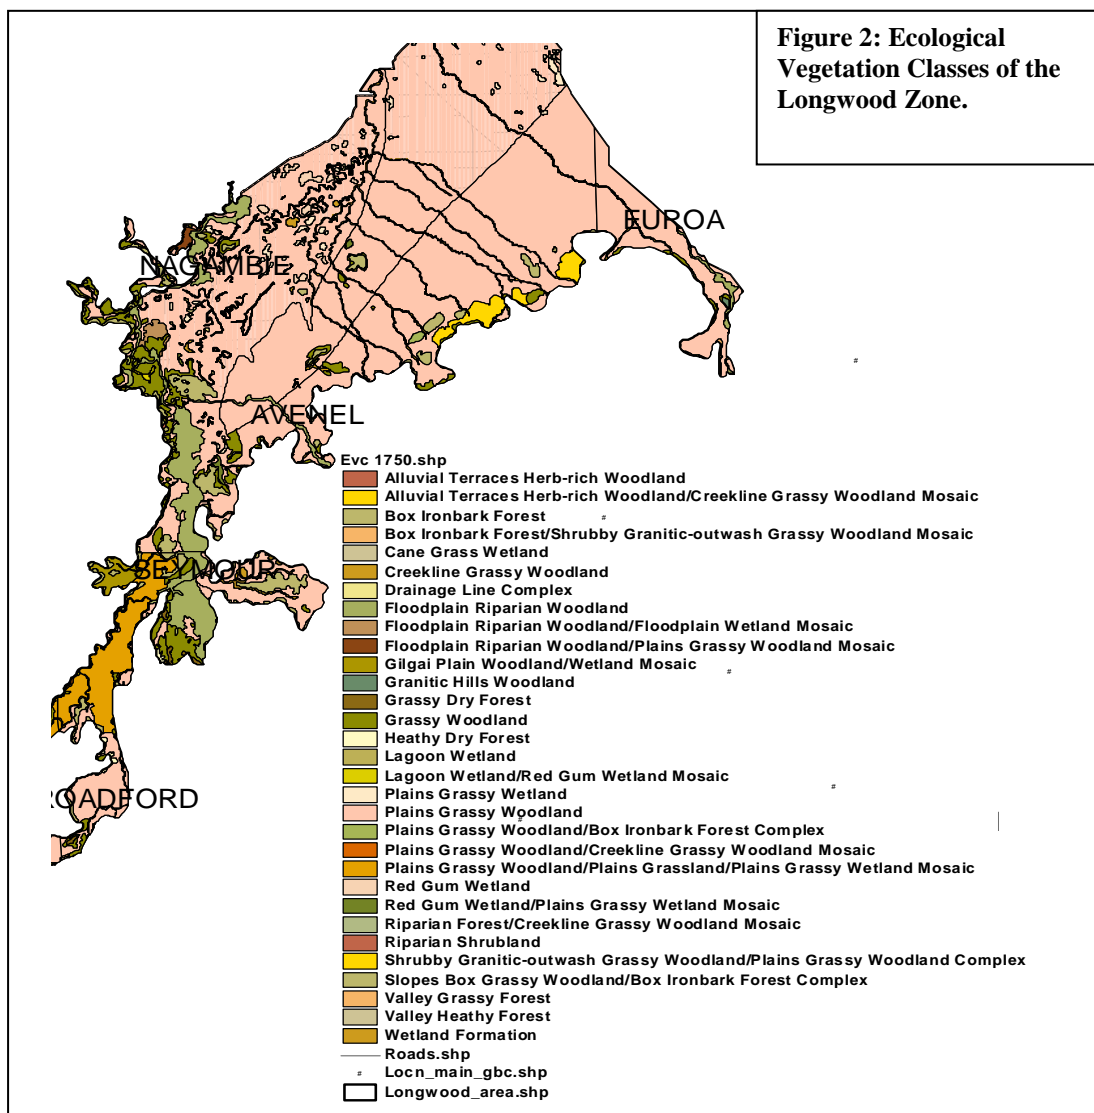 Figure 2: Ecological
Vegetation Classes of the
Longwood Zone.
EUROA
NAGAMBIE
AVENEL
SEYMOUR
ROADFORD
Evc 1750.shp
Alluvial Terraces Herb-rich Woodland
Alluvial Terraces Herb-rich Woodland/Creekline Grassy Woodland Mosaic
Box Ironbark Forest
Box Ironbark Forest/Shrubby Granitic-outwash Grassy Woodland Mosaic
Cane Grass Wetland
Creekline Grassy Woodland
Drainage Line Complex
Floodplain Riparian Woodland
Floodplain Riparian Woodland/Floodplain Wetland Mosaic
Floodplain Riparian Woodland/Plains Grassy Woodland Mosaic
Gilgai Plain Woodland/Wetland Mosaic
Granitic Hills Woodland
Grassy Dry Forest
Grassy Woodland
Heathy Dry Forest
Lagoon Wetland
Lagoon Wetland/Red Gum Wetland Mosaic
Plains Grassy Wetland
Plains Grassy Woodland
Plains Grassy Woodland/Box Ironbark Forest Complex
Plains Grassy Woodland/Creekline Grassy Woodland Mosaic
Plains Grassy Woodland/Plains Grassland/Plains Grassy Wetland Mosaic
Red Gum Wetland
Red Gum Wetland/Plains Grassy Wetland Mosaic
Riparian Forest/Creekline Grassy Woodland Mosaic
Riparian Shrubland
Shrubby Granitic-outwash Grassy Woodland/Plains Grassy Woodland Complex
Slopes Box Grassy Woodland/Box Ironbark Forest Complex
Valley Grassy Forest
Valley Heathy Forest
Wetland Formation
Roads.shp
# Locn_main_gbc.shp
Longwood_area.shp